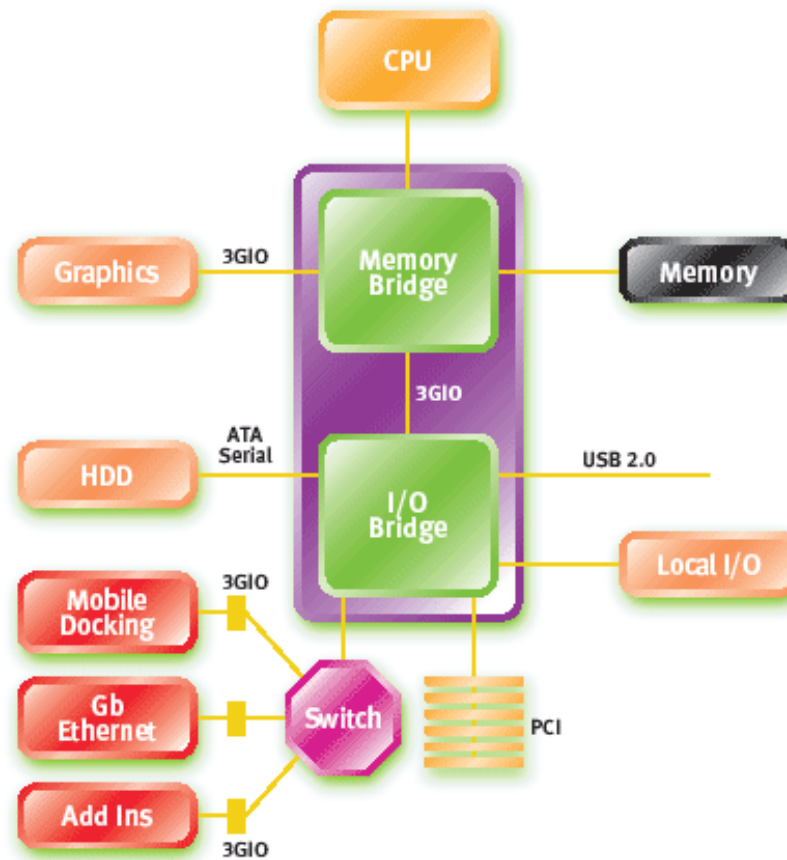 CPU
Graphics
3GIO
Memory
Bridge
Memory
3GIO
HDD
ATA
Serial
I/O
Bridge
USB 2.0
Local I/O
Mobile
Docking
3GIO
Gb
Ethernet
Switch
PCI
Add Ins
3GIO